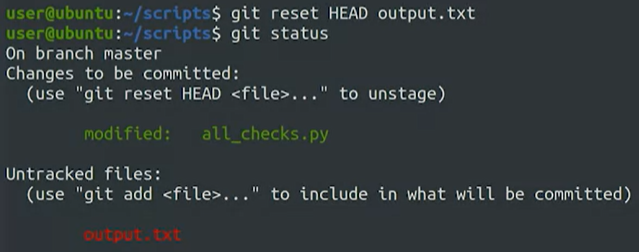 user@ubuntu:~/scripts$ git reset HEAD output.txt
user@ubuntu:~/scripts$ git status
On branch master
Changes to be committed:
  (use "git reset HEAD <file>..." to unstage)

        modified:   all_checks.py

Untracked files:
  (use "git add <file>..." to include in what will be committed)

        output.txt